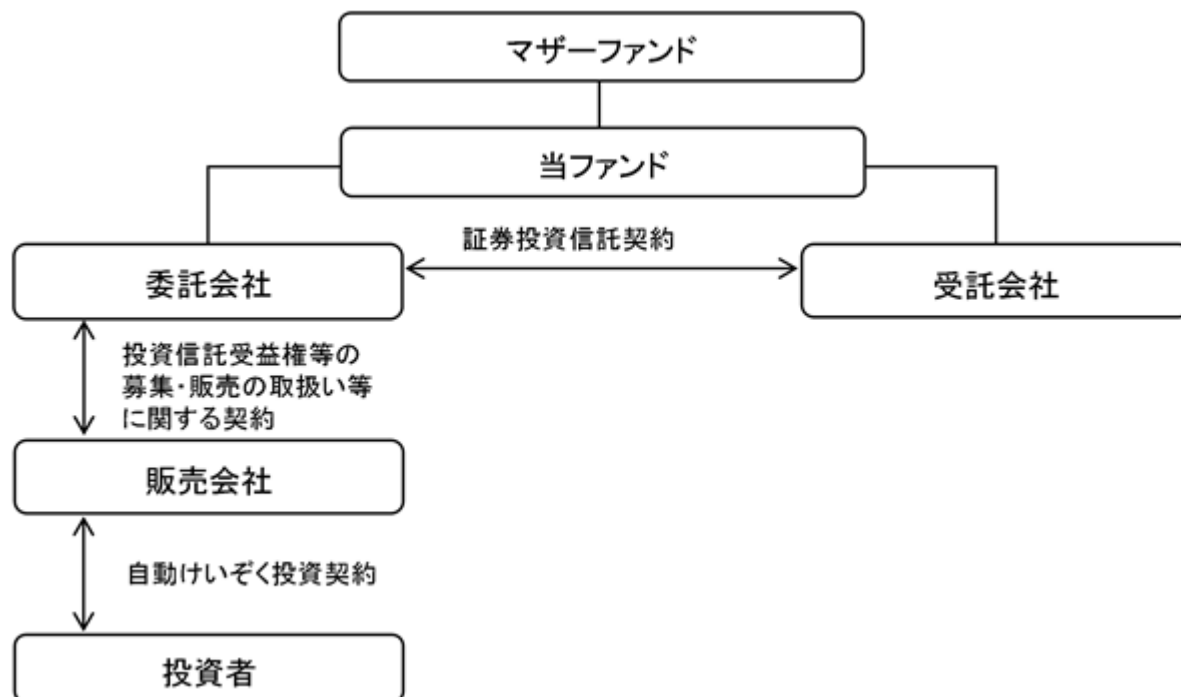 マザーファンド
当ファンド
証券投資信託契約
委託会社
受託会社
投資信託受益権等の
募集・販売の取扱い等
に関する契約
販売会社
自動けいぞく投資契約
投資者